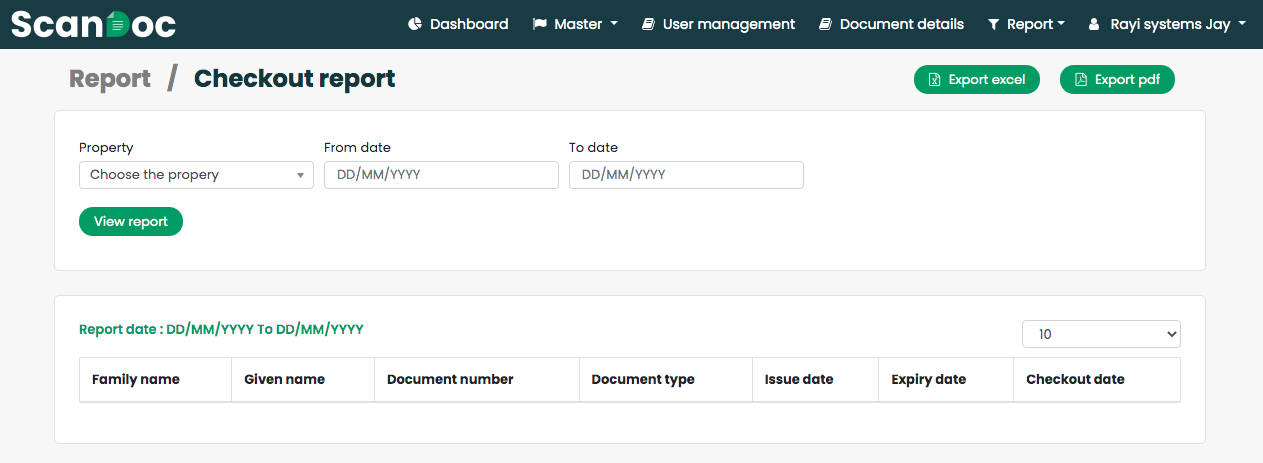 ScanDoc Dashboard Master User management Document details Report Rayi systems Jay
Report / Checkout report Export excel Export pdf
Property From date To date
Choose the propery DD/MM/YYYY DD/MM/YYYY
View report
Report date : DD/MM/YYYY To DD/MM/YYYY 10
Family name Given name Document number Document type Issue date Expiry date Checkout date